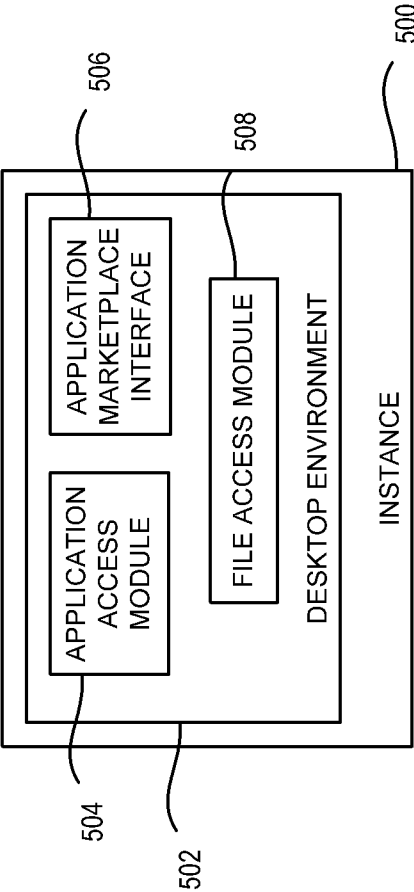 506
508
500
APPLICATION
MARKETPLACE
INTERFACE
APPLICATION
ACCESS
MODULE
FILE ACCESS MODULE
DESKTOP ENVIRONMENT
INSTANCE
504
502